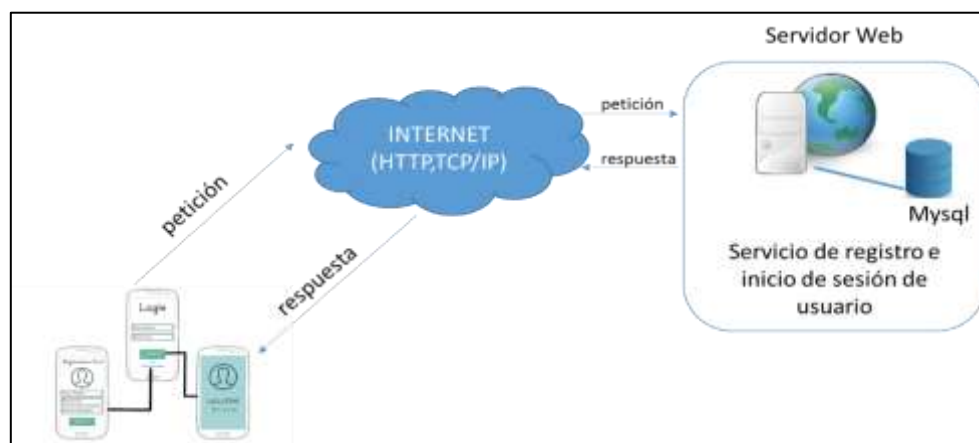 Servidor Web
petición
INTERNET
(HTTP,TCP/IP)
respuesta
Mysql
petición
Servicio de registro e
inicio de sesión de
usuario
respuesta
Login